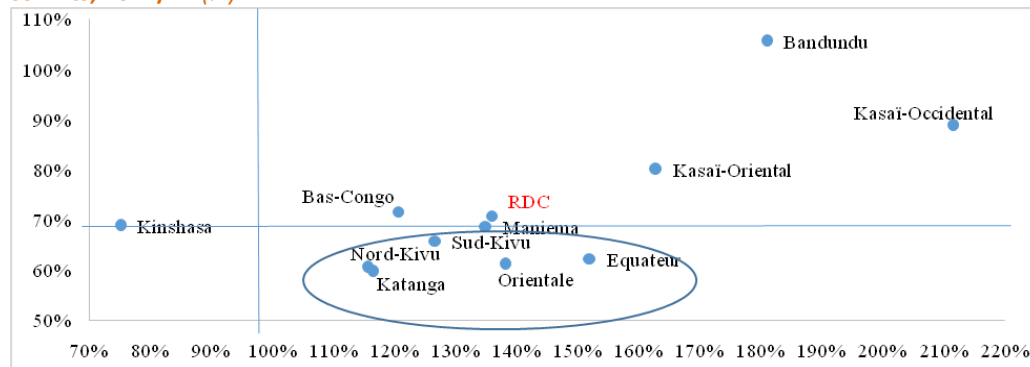 110%
Bandundu
100%
90%
Kasaï-Occidental
80%
Kasaï-Oriental
Bas-Congo
RDC
70%
Kinshasa
Maniema
Sud-Kivu
Nord-Kivu
Equateur
60%
Katanga
Orientale
50%
70% 80% 90% 100% 110% 120% 130% 140% 150% 160% 170% 180% 190% 200% 210% 220%